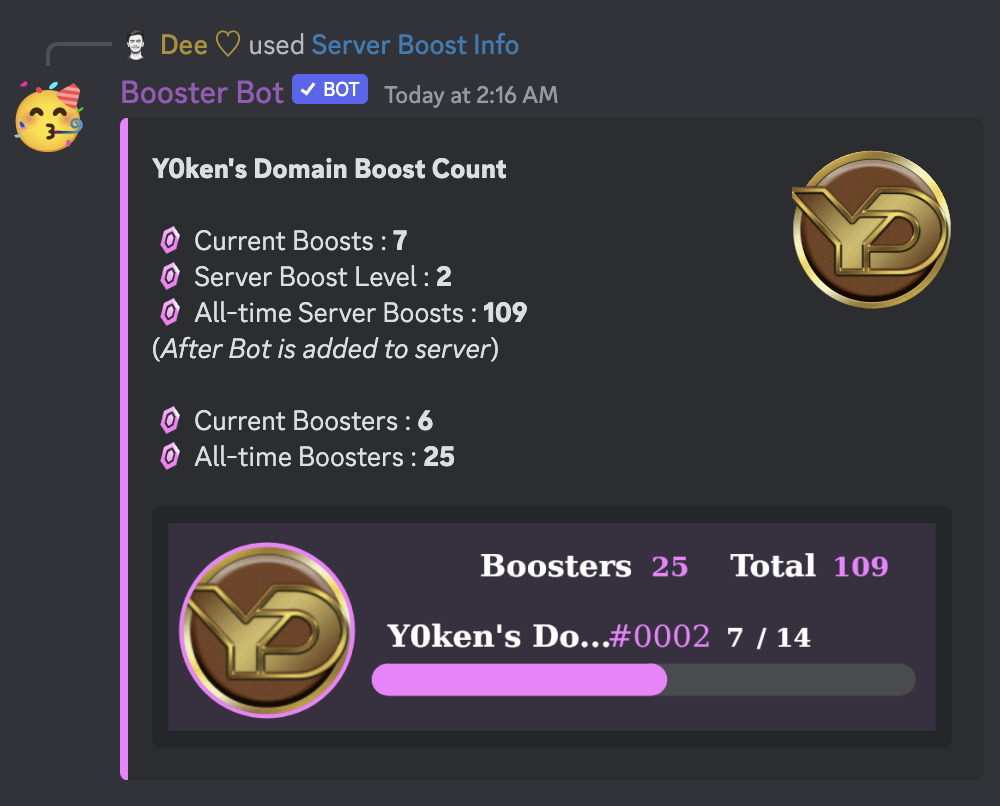 Dee ♡ used Server Boost Info
Booster Bot ✓ BOT Today at 2:16 AM
Y0ken's Domain Boost Count
YD
Current Boosts : 7
Server Boost Level : 2
All-time Server Boosts : 109
(After Bot is added to server)
Current Boosters : 6
All-time Boosters : 25
Boosters 25 Total 109
YD
Y0ken's Do...#0002 7 / 14